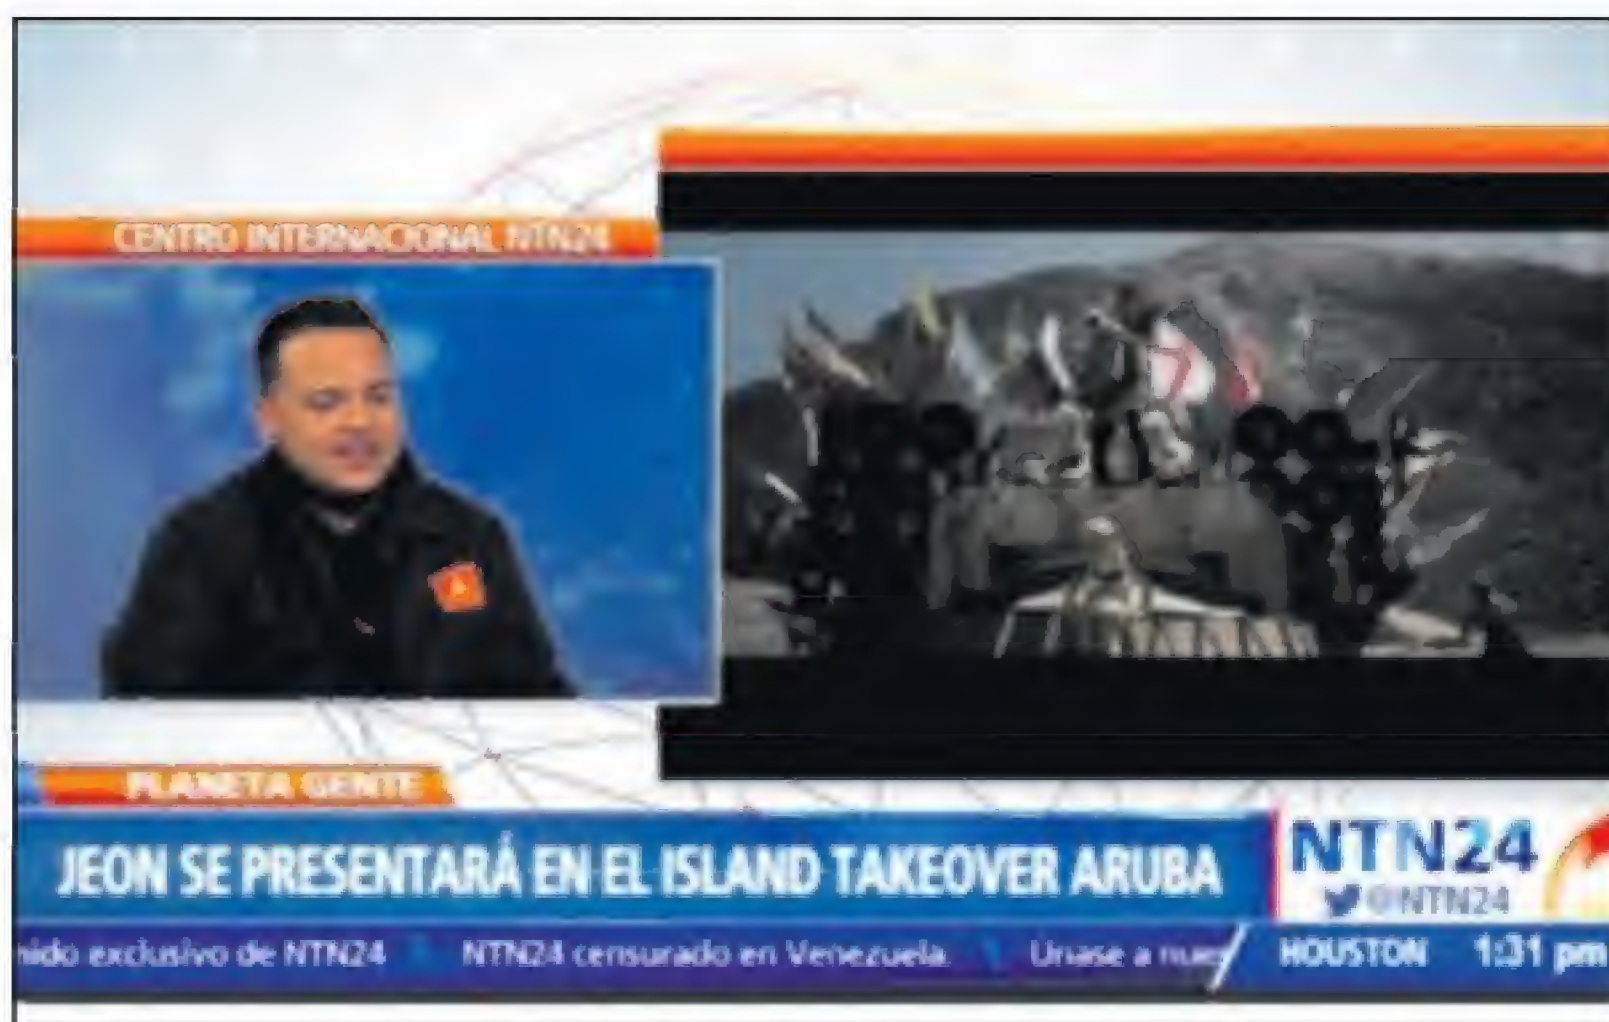 CENTRO INTERNACIONAL NTN24
PLANETA GENTE
JEON SE PRESENTARÁ EN EL ISLAND TAKEOVER ARUBA
NTN24
@NTN24
nido exclusivo de NTN24 NTN24 censurado en Venezuela. Unase a nues
HOUSTON 1:31 pm